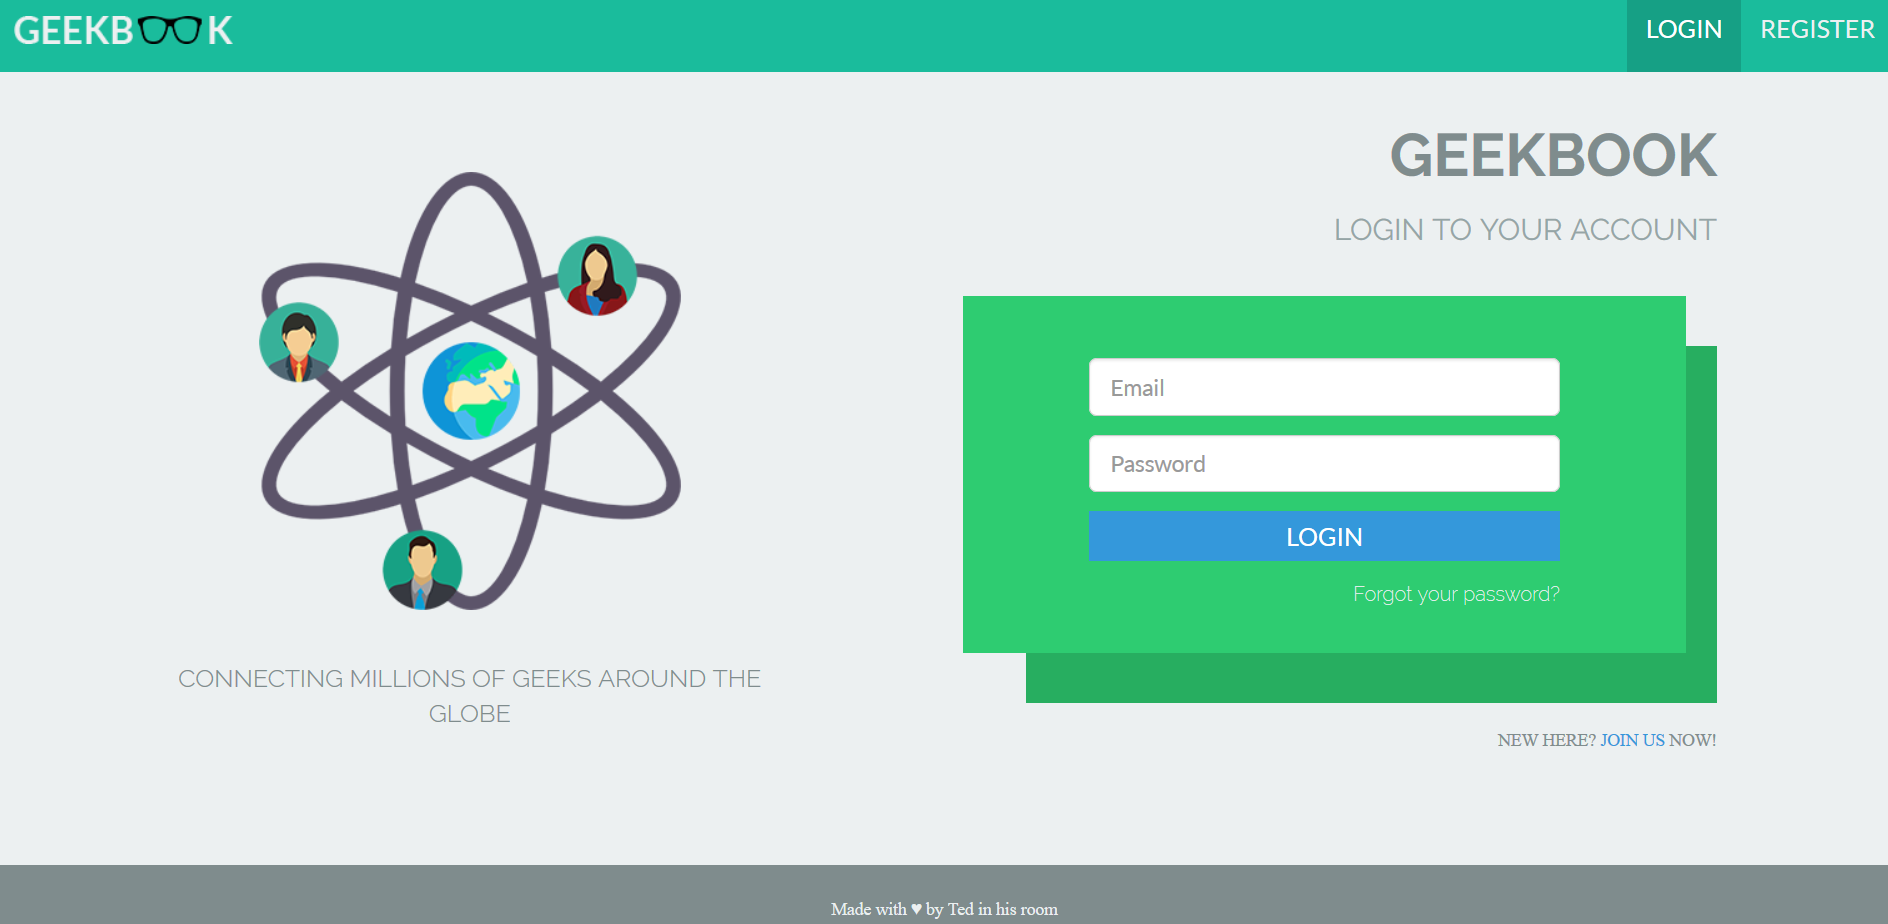 GEEKBOOK
LOGIN
REGISTER
GEEKBOOK
LOGIN TO YOUR ACCOUNT
Email
Password
LOGIN
Forgot your password?
CONNECTING MILLIONS OF GEEKS AROUND THE
GLOBE
NEW HERE? JOIN US NOW!
Made with ♥ by Ted in his room